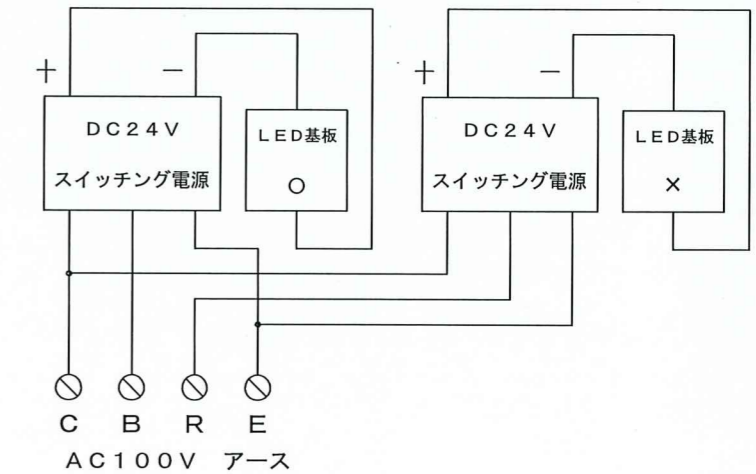 + −
DC24V
スイッチング電源
LED基板
○
+ −
DC24V
スイッチング電源
LED基板
×
C B R E
AC100V アース